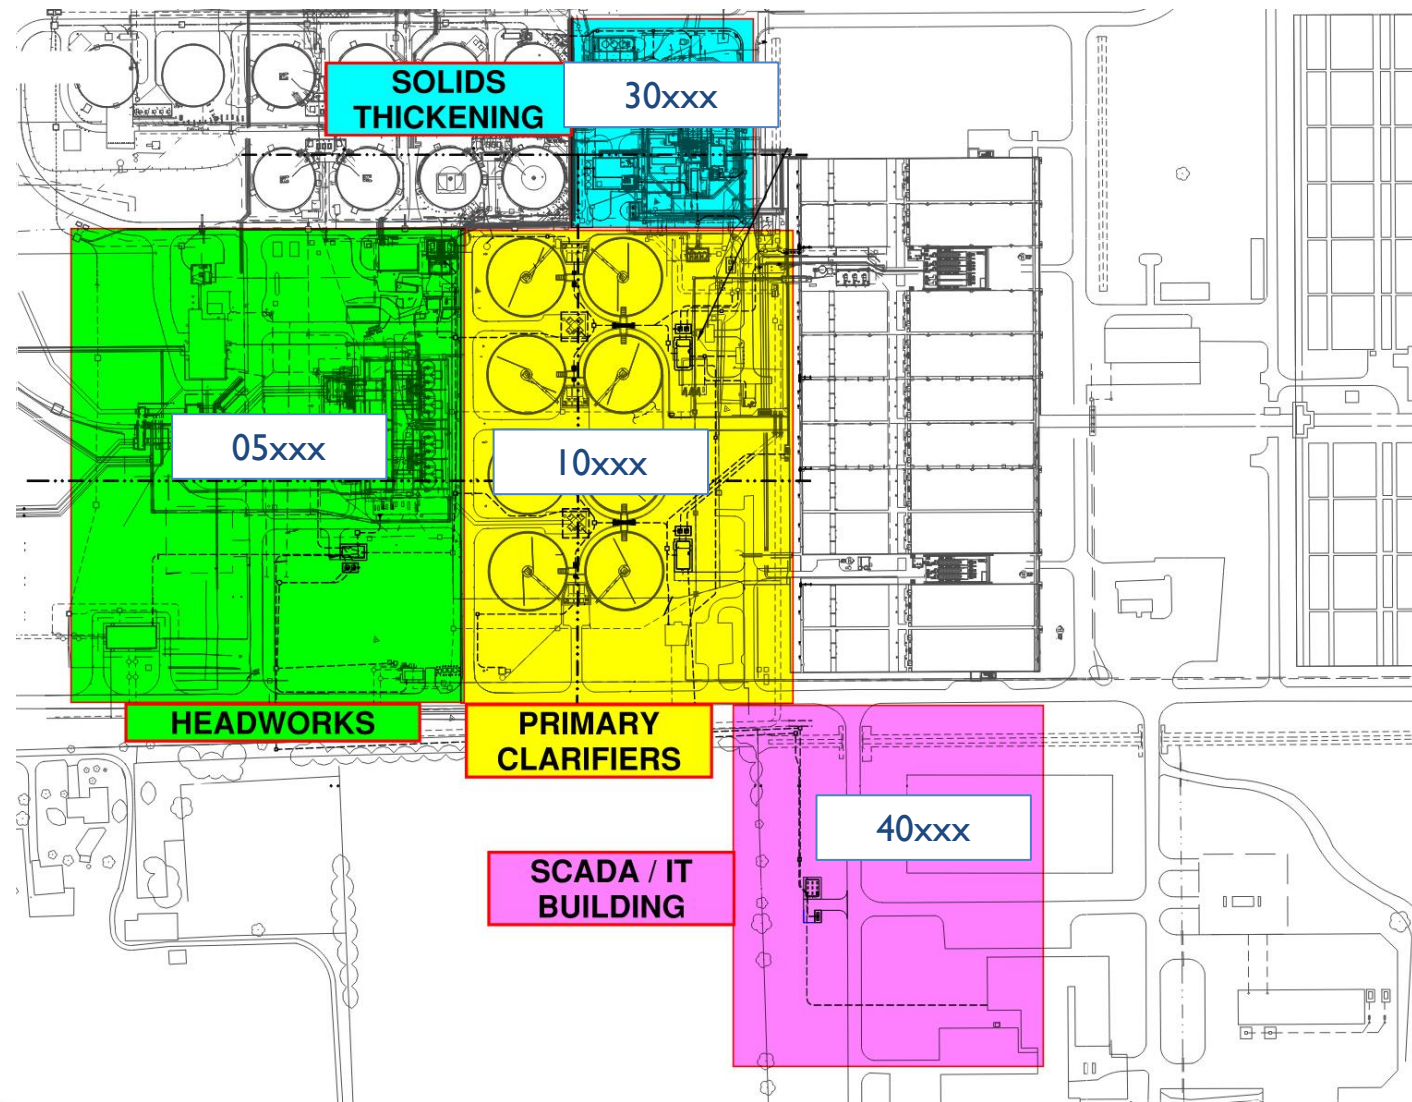 SOLIDS
THICKENING
30xxx
05xxx
10xxx
HEADWORKS
PRIMARY
CLARIFIERS
40xxx
SCADA / IT
BUILDING